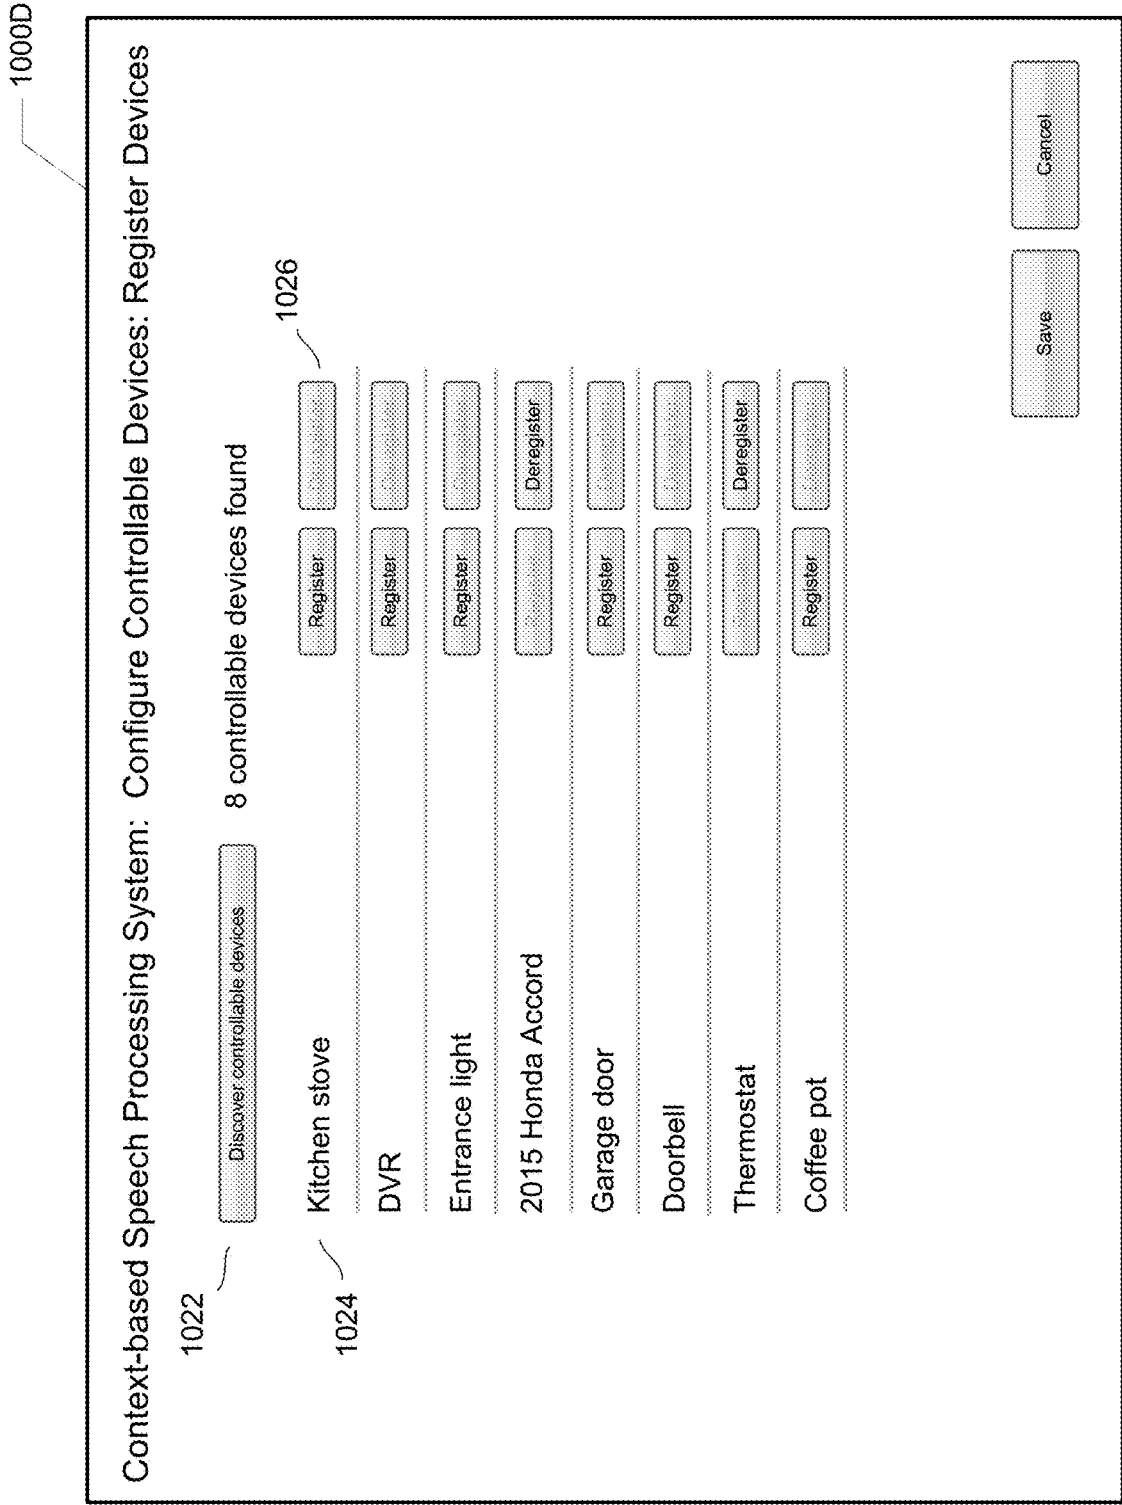 1000D
Context-based Speech Processing System: Configure Controllable Devices: Register Devices
1022
Discover controllable devices 8 controllable devices found
1024
1026
Kitchen stove Register
DVR Register
Entrance light Register
2015 Honda Accord Deregister
Garage door Register
Doorbell Register
Thermostat Deregister
Coffee pot Register
Save Cancel